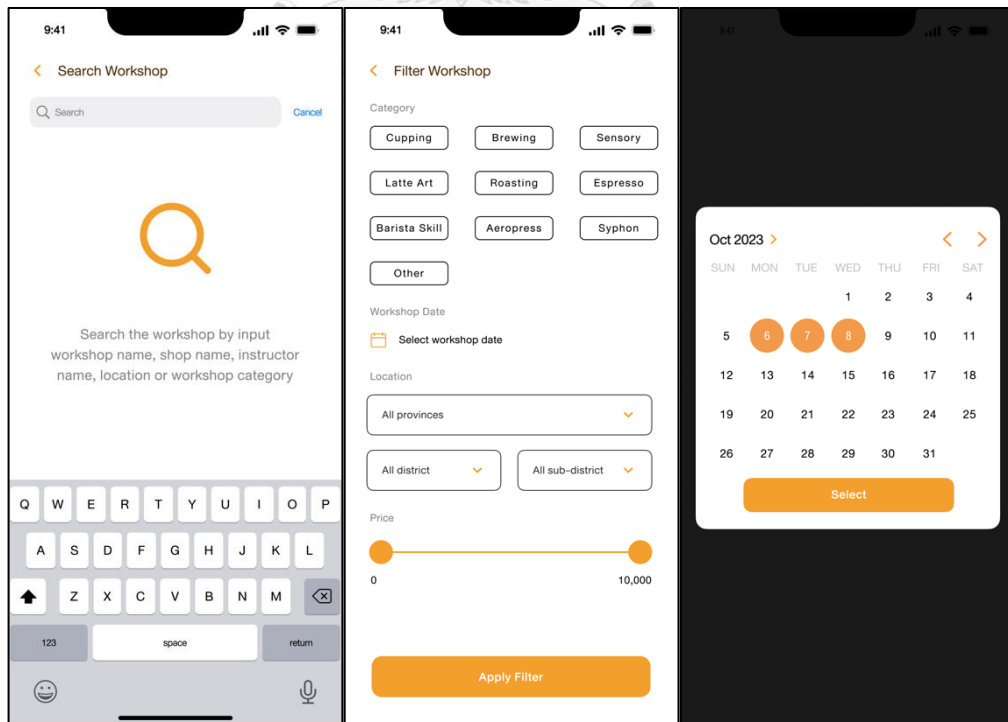 9:41
Search Workshop
Search
Cancel
Search the workshop by input
workshop name, shop name, instructor
name, location or workshop category
Q W E R T Y U I O P
A S D F G H J K L
Z X C V B N M
123 space return
9:41
Filter Workshop
Category
Cupping Brewing Sensory
Latte Art Roasting Espresso
Barista Skill Aeropress Syphon
Other
Workshop Date
Select workshop date
Location
All provinces
All district All sub-district
Price
0 10,000
Apply Filter
9:41
Oct 2023
SUN MON TUE WED THU FRI SAT
1 2 3 4
5 6 7 8 9 10 11
12 13 14 15 16 17 18
19 20 21 22 23 24 25
26 27 28 29 30 31
Select